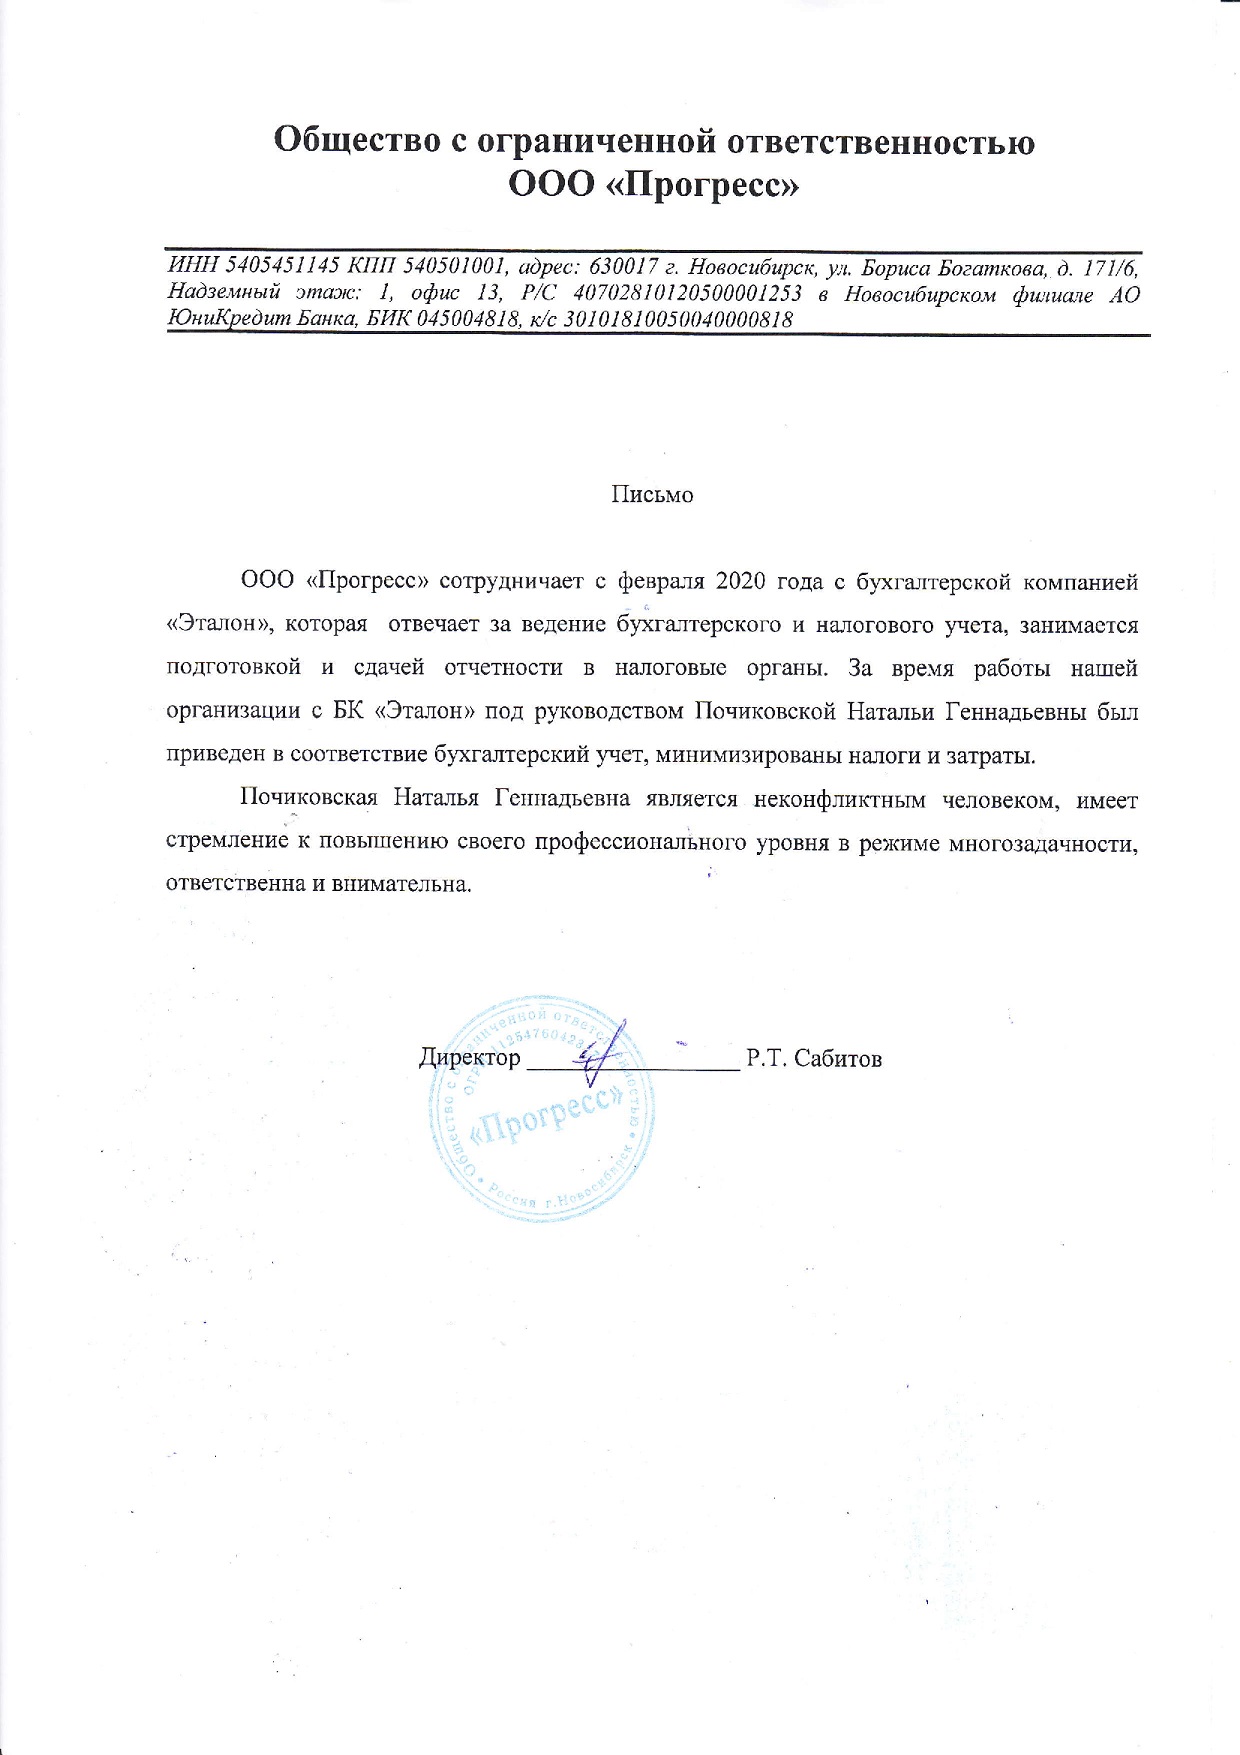 Общество с ограниченной ответственностью
ООО «Прогресс»
ИНН 5405451145 КПП 540501001, адрес: 630017 г. Новосибирск, ул. Бориса Богаткова, д. 171/6,
Надземный этаж: 1, офис 13, Р/С 40702810120500001253 в Новосибирском филиале АО
ЮниКредит Банка, БИК 045004818, к/с 30101810050040000818
Письмо
ООО «Прогресс» сотрудничает с февраля 2020 года с бухгалтерской компанией
«Эталон», которая отвечает за ведение бухгалтерского и налогового учета, занимается
подготовкой и сдачей отчетности в налоговые органы. За время работы нашей
организации с БК «Эталон» под руководством Почиковской Натальи Геннадьевны был
приведен в соответствие бухгалтерский учет, минимизированы налоги и затраты.
Почиковская Наталья Геннадьевна является неконфликтным человеком, имеет
стремление к повышению своего профессионального уровня в режиме многозадачности,
ответственна и внимательна.
Директор ________________ Р.Т. Сабитов
Общество с ограниченной ответственностью
ОГРН
«Прогресс»
Россия г.Новосибирск